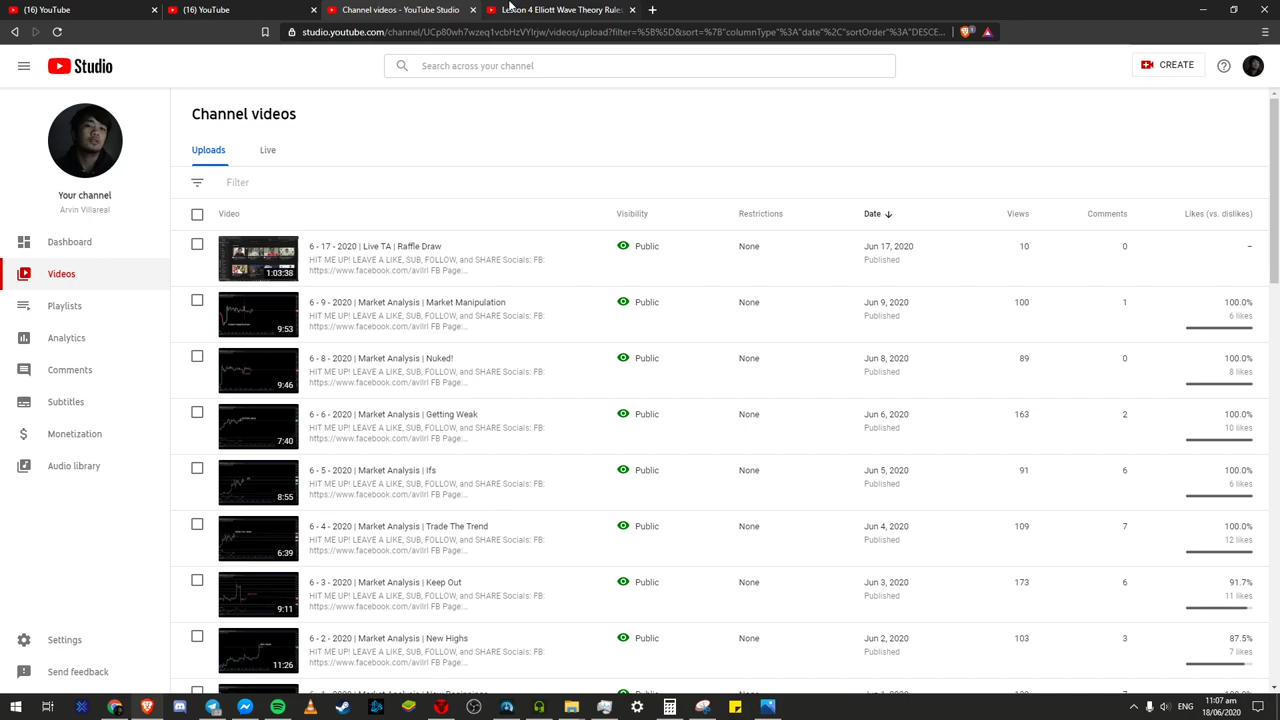 (16) YouTube
(16) YouTube
Channel videos - YouTube Studio
Lesson 4 Elliott Wave Theory Rules
studio.youtube.com/channel/UCp80wh7wzeq1vcbHzVYIrjw/videos/upload?filter=%5B%5D&sort=%7B"columnType"%3A"date"%2C"sortOrder"%3A"DESCE...
Studio
Search across your channel
CREATE
Your channel
Arvin Villareal
Dashboard
Videos
Playlists
Analytics
Comments
Subtitles
Monetization
Audio library
Settings
Send feedback
Channel videos
Uploads
Live
Filter
Video Visibility Restrictions Date Views Comments Likes (vs. dislikes)
6 - 17 - 2020 | Live TA | Raffle Draw Public None Jun 17, 2020 10 0 –
HIT ME UP! LEAVE A LIKE, SUB, FOLLOW, and SHARE Socials: FB: Published
https://www.facebook.com/avllrl FB Page:...
1:03:38
6 - 9 - 2020 | Market Analysis | Market Manipulation Public None Jun 9, 2020 100 1 100.0%
HIT ME UP! LEAVE A LIKE, SUB, FOLLOW, and SHARE Socials: FB: Published 6 likes
https://www.facebook.com/avllrl FB Page:...
9:53
6 - 8 - 2020 | Market Analysis | Nuked! Public None Jun 8, 2020 89 0 100.0%
HIT ME UP! LEAVE A LIKE, SUB, FOLLOW, and SHARE Socials: FB: Published 8 likes
https://www.facebook.com/avllrl FB Page:...
9:46
6 - 6 - 2020 | Market Analysis | Getting Weak Public None Jun 6, 2020 163 2 100.0%
HIT ME UP! LEAVE A LIKE, SUB, FOLLOW, and SHARE Socials: FB: Published 10 likes
https://www.facebook.com/avllrl FB Page:...
7:40
6 - 5 - 2020 | Market Analysis | Ifs Public None Jun 5, 2020 91 6 100.0%
HIT ME UP! LEAVE A LIKE, SUB, FOLLOW, and SHARE Socials: FB: Published 6 likes
https://www.facebook.com/avllrl FB Page:...
8:55
6 - 4 - 2020 | Market Analysis | Trade The Trend Public None Jun 4, 2020 107 0 100.0%
HIT ME UP! LEAVE A LIKE, SUB, FOLLOW, and SHARE Socials: FB: Published 12 likes
https://www.facebook.com/avllrl FB Page:...
6:39
6 - 3 - 2020 | Market Analysis | Keep Out Public None Jun 3, 2020 131 6 91.7%
HIT ME UP! LEAVE A LIKE, SUB, FOLLOW, and SHARE Socials: FB: Published 11 likes
https://www.facebook.com/avllrl FB Page:...
9:11
6 - 2 - 2020 | Market Analysis | New Highs Public None Jun 2, 2020 103 0 87.5%
HIT ME UP! LEAVE A LIKE, SUB, FOLLOW, and SHARE Socials: FB: Published 7 likes
https://www.facebook.com/avllrl FB Page:...
11:26
ENG
11:07 am
18/06/2020